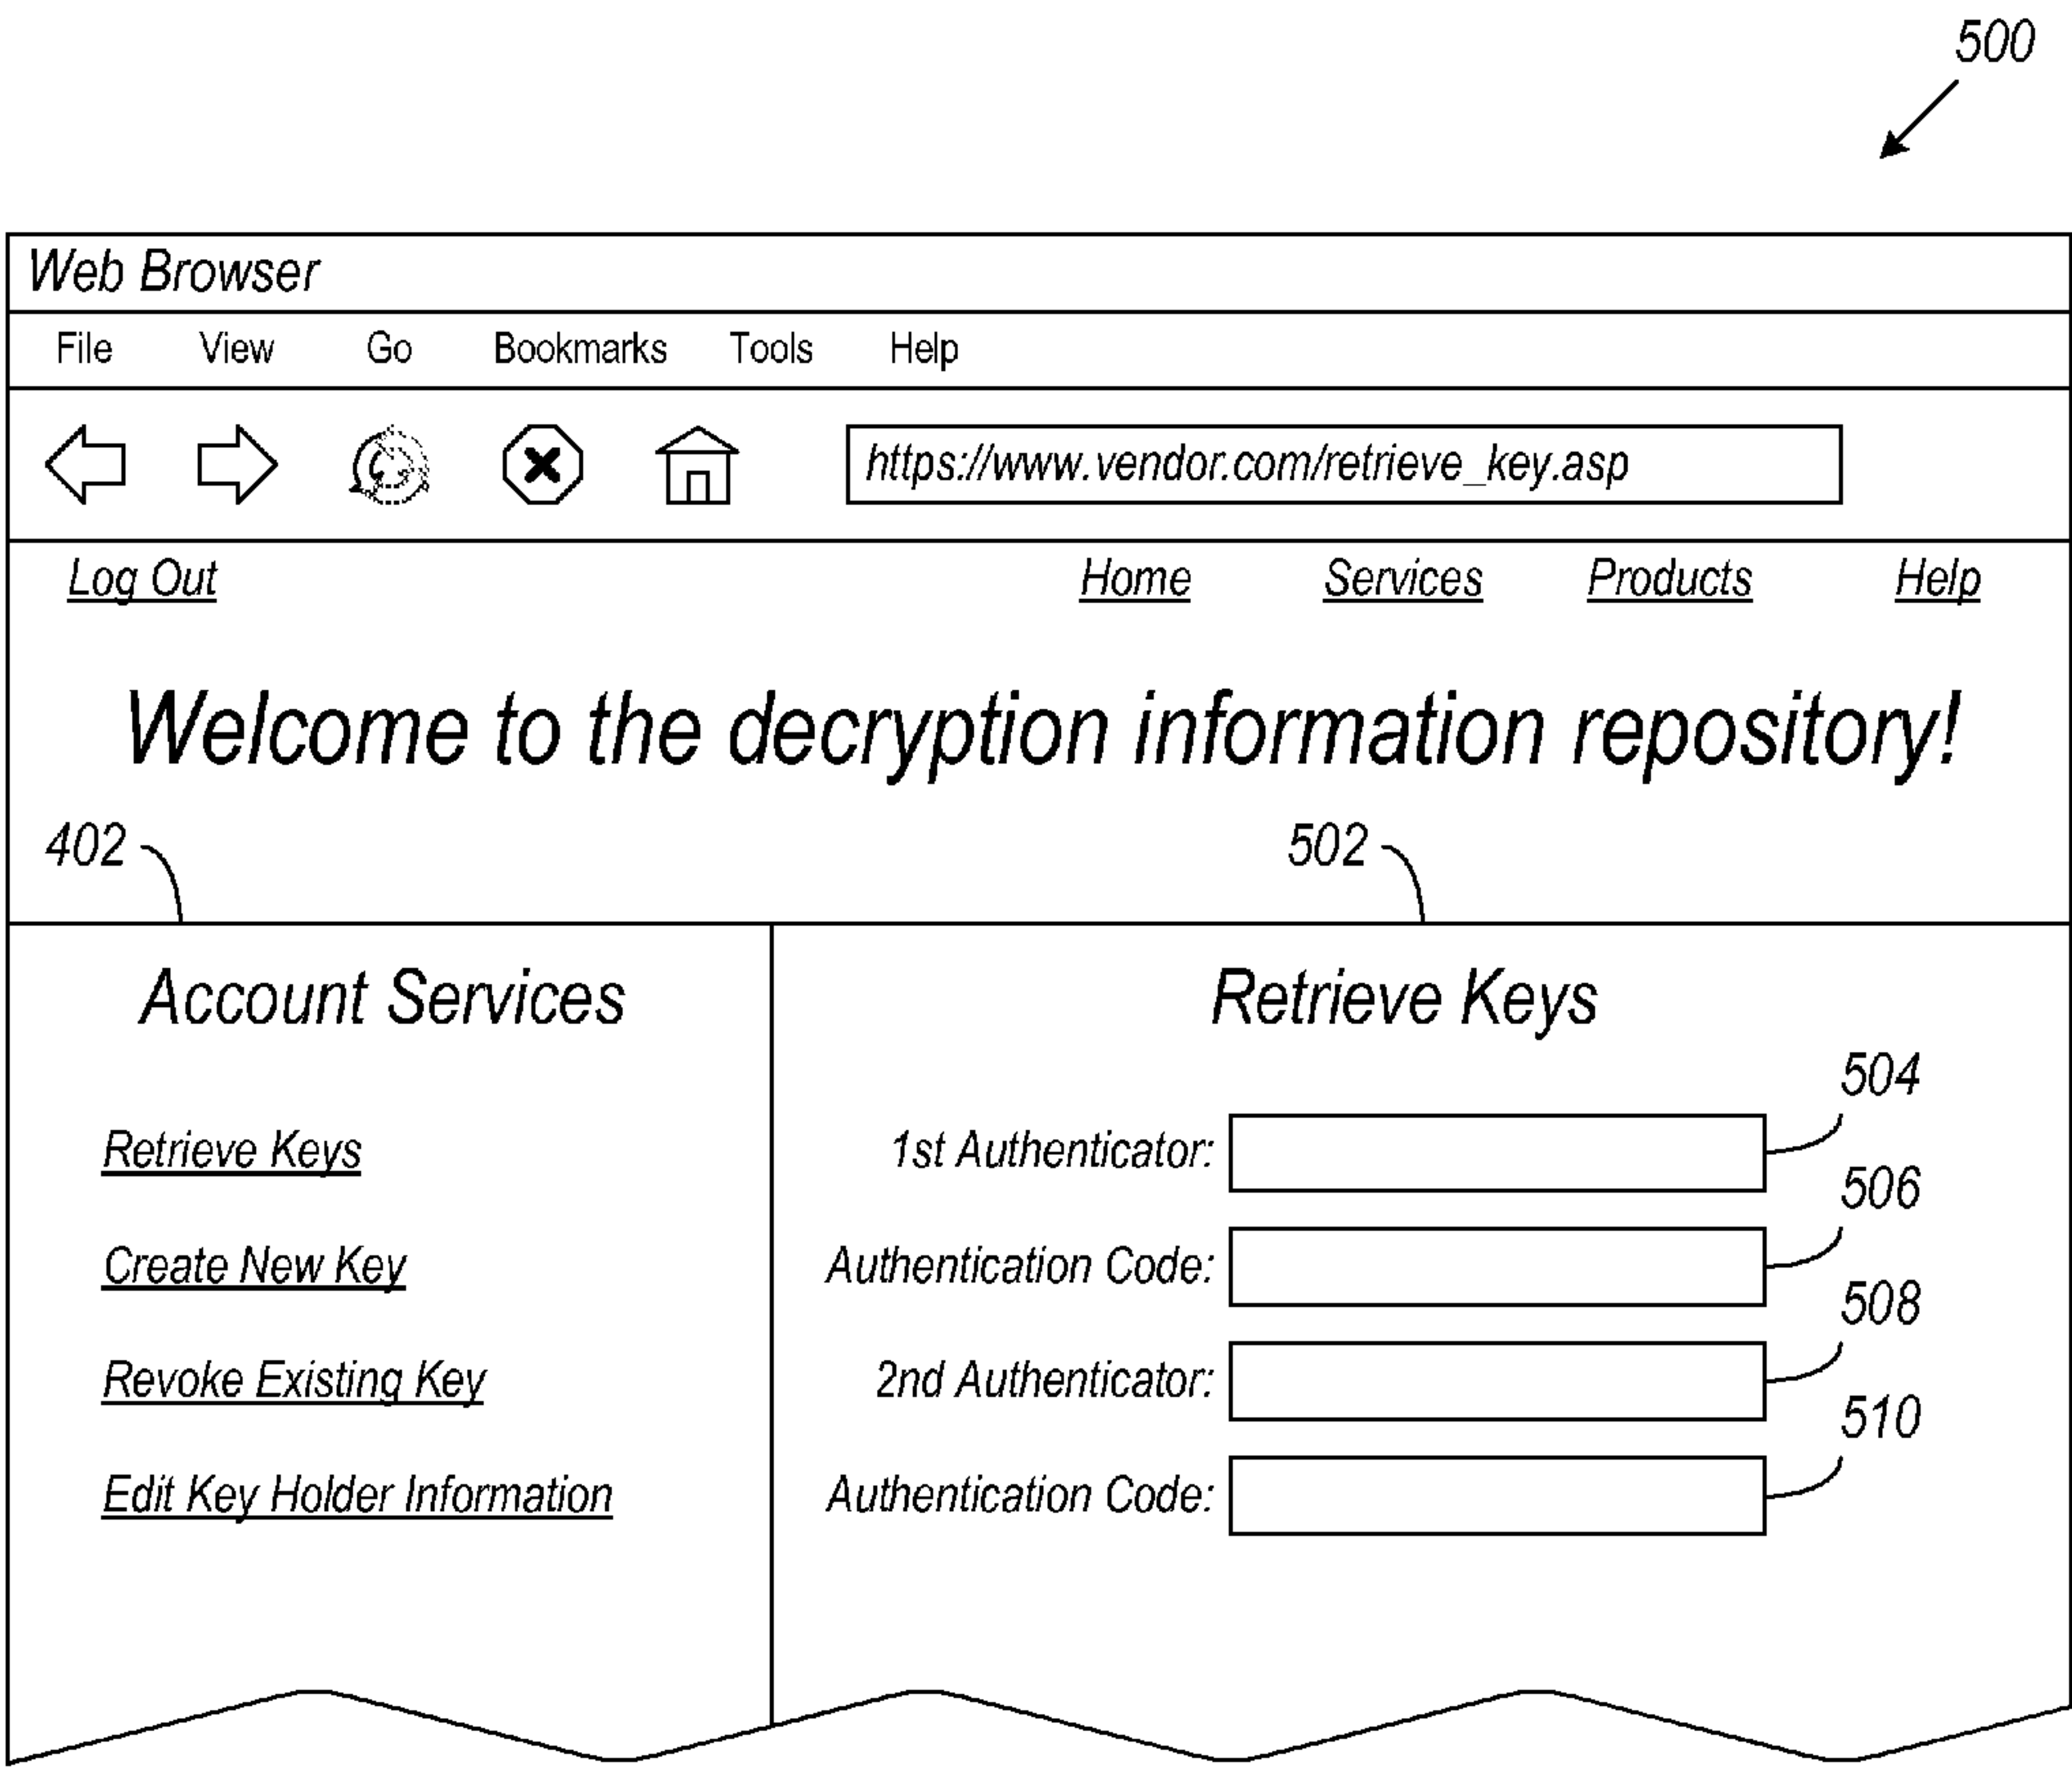 500
Web Browser
File View Go Bookmarks Tools Help
https://www.vendor.com/retrieve_key.asp
Log Out Home Services Products Help
Welcome to the decryption information repository!
402 502
Account Services
Retrieve Keys
Create New Key
Revoke Existing Key
Edit Key Holder Information
Retrieve Keys
504
1st Authenticator:
506
Authentication Code:
508
2nd Authenticator:
510
Authentication Code: